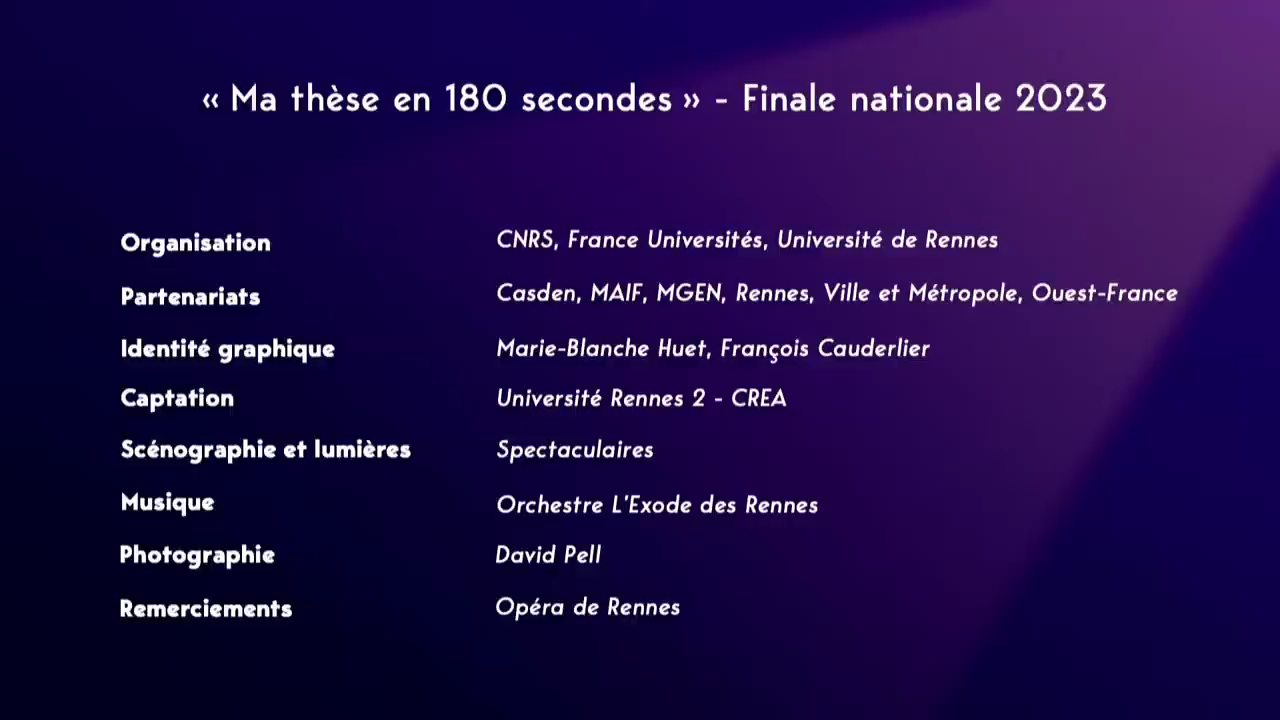 « Ma thèse en 180 secondes » - Finale nationale 2023
Organisation CNRS, France Universités, Université de Rennes
Partenariats Casden, MAIF, MGEN, Rennes, Ville et Métropole, Ouest-France
Identité graphique Marie-Blanche Huet, François Cauderlier
Captation Université Rennes 2 - CREA
Scénographie et lumières Spectaculaires
Musique Orchestre L'Exode des Rennes
Photographie David Pell
Remerciements Opéra de Rennes